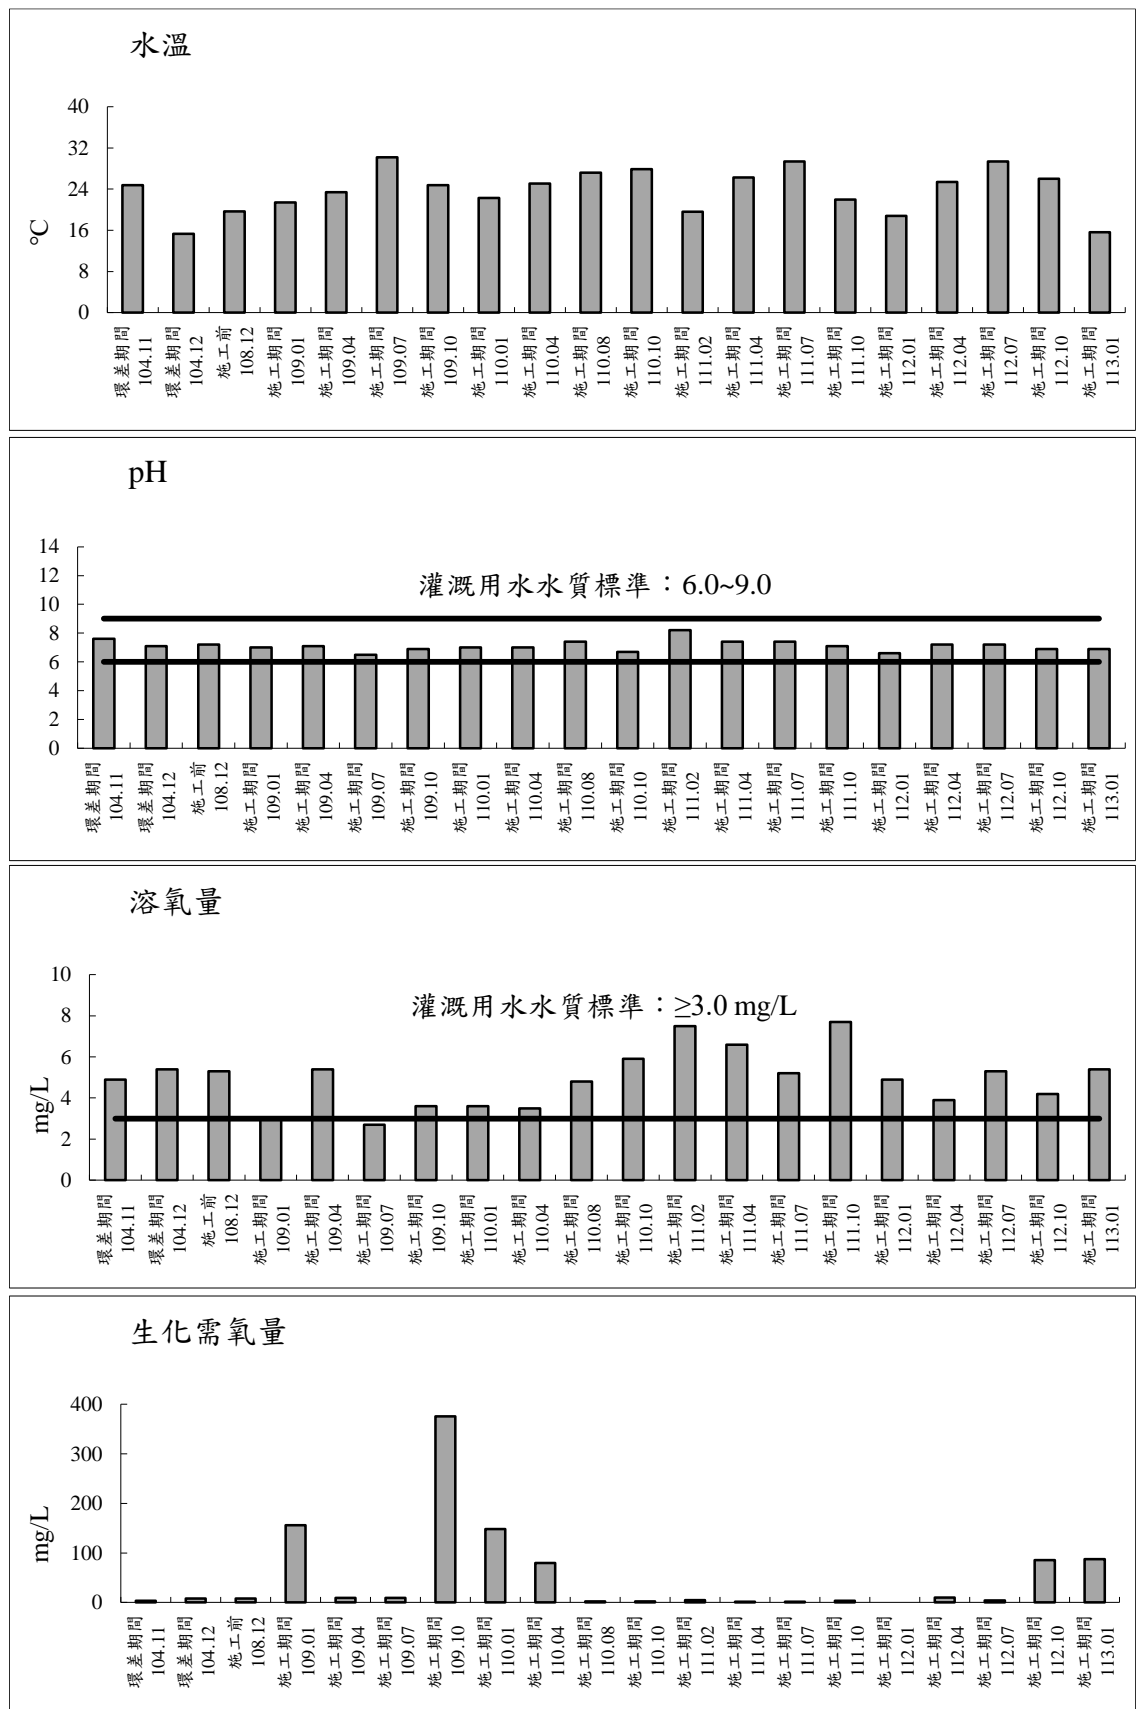 水溫
40
32
24
16
8
0
℃
環差期間
104.11
環差期間
104.12
施工前
108.12
施工期間
109.01
施工期間
109.04
施工期間
109.07
施工期間
109.10
施工期間
110.01
施工期間
110.04
施工期間
110.08
施工期間
110.10
施工期間
111.02
施工期間
111.04
施工期間
111.07
施工期間
111.10
施工期間
112.01
施工期間
112.04
施工期間
112.07
施工期間
112.10
施工期間
113.01
pH
14
12
10
8
6
4
2
0
灌溉用水水質標準：6.0~9.0
環差期間
104.11
環差期間
104.12
施工前
108.12
施工期間
109.01
施工期間
109.04
施工期間
109.07
施工期間
109.10
施工期間
110.01
施工期間
110.04
施工期間
110.08
施工期間
110.10
施工期間
111.02
施工期間
111.04
施工期間
111.07
施工期間
111.10
施工期間
112.01
施工期間
112.04
施工期間
112.07
施工期間
112.10
施工期間
113.01
溶氧量
10
8
6
4
2
0
mg/L
灌溉用水水質標準：≥3.0 mg/L
環差期間
104.11
環差期間
104.12
施工前
108.12
施工期間
109.01
施工期間
109.04
施工期間
109.07
施工期間
109.10
施工期間
110.01
施工期間
110.04
施工期間
110.08
施工期間
110.10
施工期間
111.02
施工期間
111.04
施工期間
111.07
施工期間
111.10
施工期間
112.01
施工期間
112.04
施工期間
112.07
施工期間
112.10
施工期間
113.01
生化需氧量
400
300
200
100
0
mg/L
環差期間
104.11
環差期間
104.12
施工前
108.12
施工期間
109.01
施工期間
109.04
施工期間
109.07
施工期間
109.10
施工期間
110.01
施工期間
110.04
施工期間
110.08
施工期間
110.10
施工期間
111.02
施工期間
111.04
施工期間
111.07
施工期間
111.10
施工期間
112.01
施工期間
112.04
施工期間
112.07
施工期間
112.10
施工期間
113.01